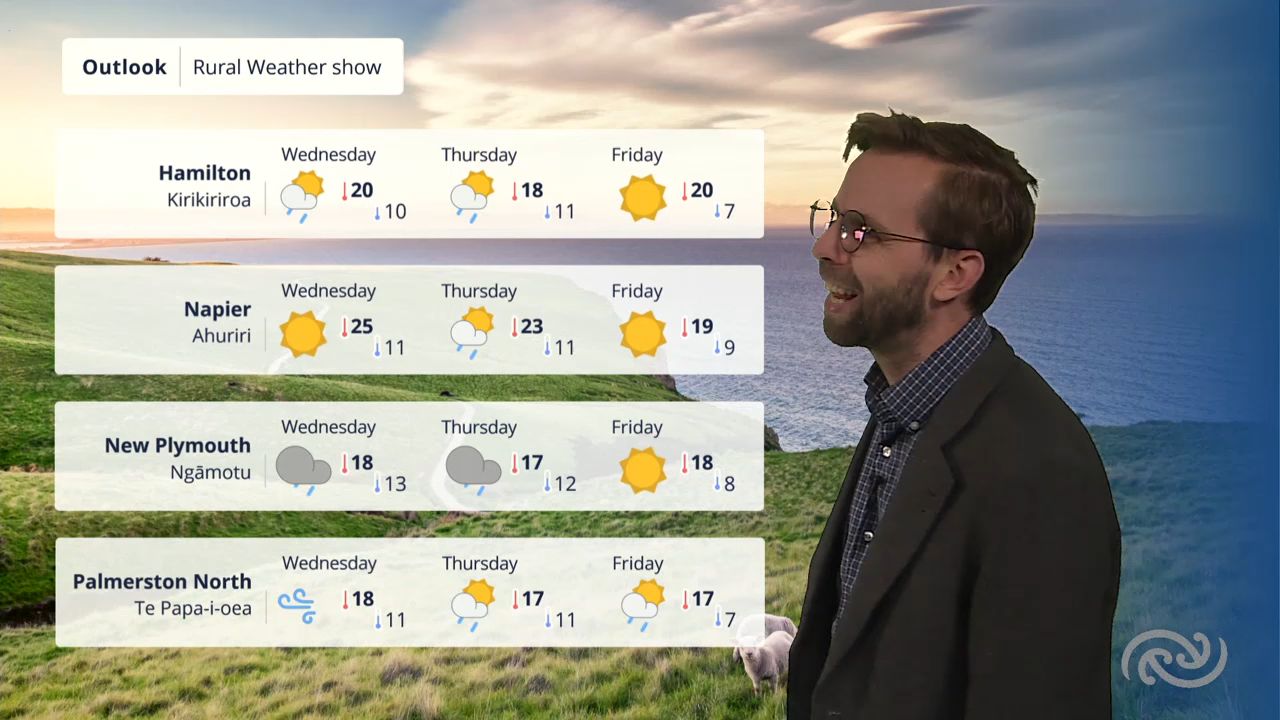 Outlook Rural Weather show
Hamilton
Kirikiriroa
Wednesday Thursday Friday
20 10 18 11 20 7
Napier
Ahuriri
Wednesday Thursday Friday
25 11 23 11 19 9
New Plymouth
Ngāmotu
Wednesday Thursday Friday
18 13 17 12 18 8
Palmerston North
Te Papa-i-oea
Wednesday Thursday Friday
18 11 17 11 17 7